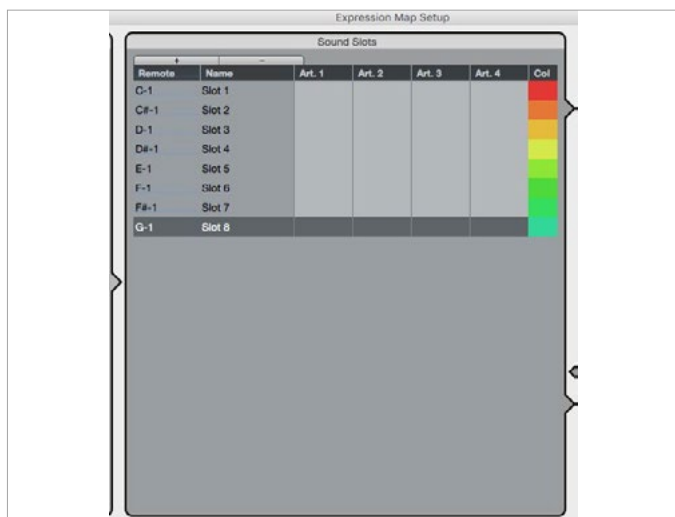 Expression Map Setup
Sound Slots
+ −
Remote Name Art. 1 Art. 2 Art. 3 Art. 4 Col
C-1 Slot 1
C#-1 Slot 2
D-1 Slot 3
D#-1 Slot 4
E-1 Slot 5
F-1 Slot 6
F#-1 Slot 7
G-1 Slot 8